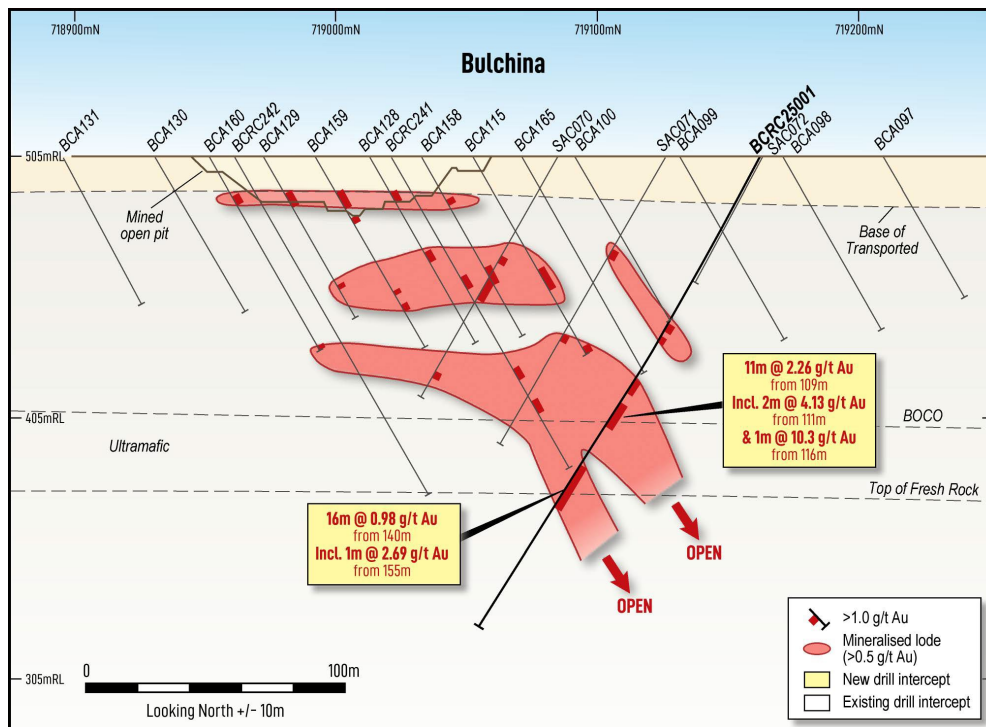 718900mN
719000mN
719100mN
719200mN
Bulchina
BCA131
BCA130
BCA160
BCRC242
BCA129
BCA159
BCA128
BCRC241
BCA158
BCA115
BCA165
SAC070
BCA100
SAC071
BCA099
BCRC25001
SAC072
BCA098
BCA097
505mRL
Mined
open pit
Base of
Transported
11m @ 2.26 g/t Au
from 109m
Incl. 2m @ 4.13 g/t Au
from 111m
& 1m @ 10.3 g/t Au
from 116m
405mRL
BOCO
Ultramafic
Top of Fresh Rock
16m @ 0.98 g/t Au
from 140m
Incl. 1m @ 2.69 g/t Au
from 155m
OPEN
OPEN
>1.0 g/t Au
Mineralised lode
(>0.5 g/t Au)
New drill intercept
Existing drill intercept
305mRL
0
100m
Looking North +/- 10m